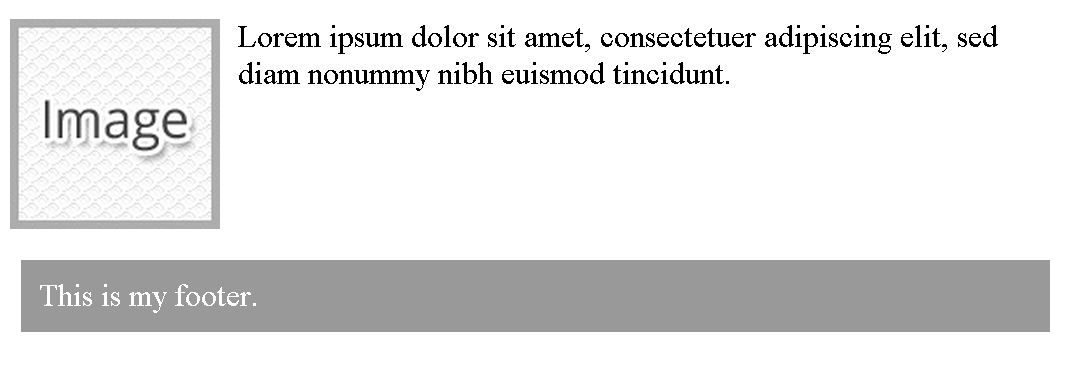 Lorem ipsum dolor sit amet, consectetuer adipiscing elit, sed
diam nonummy nibh euismod tincidunt.
Image
This is my footer.